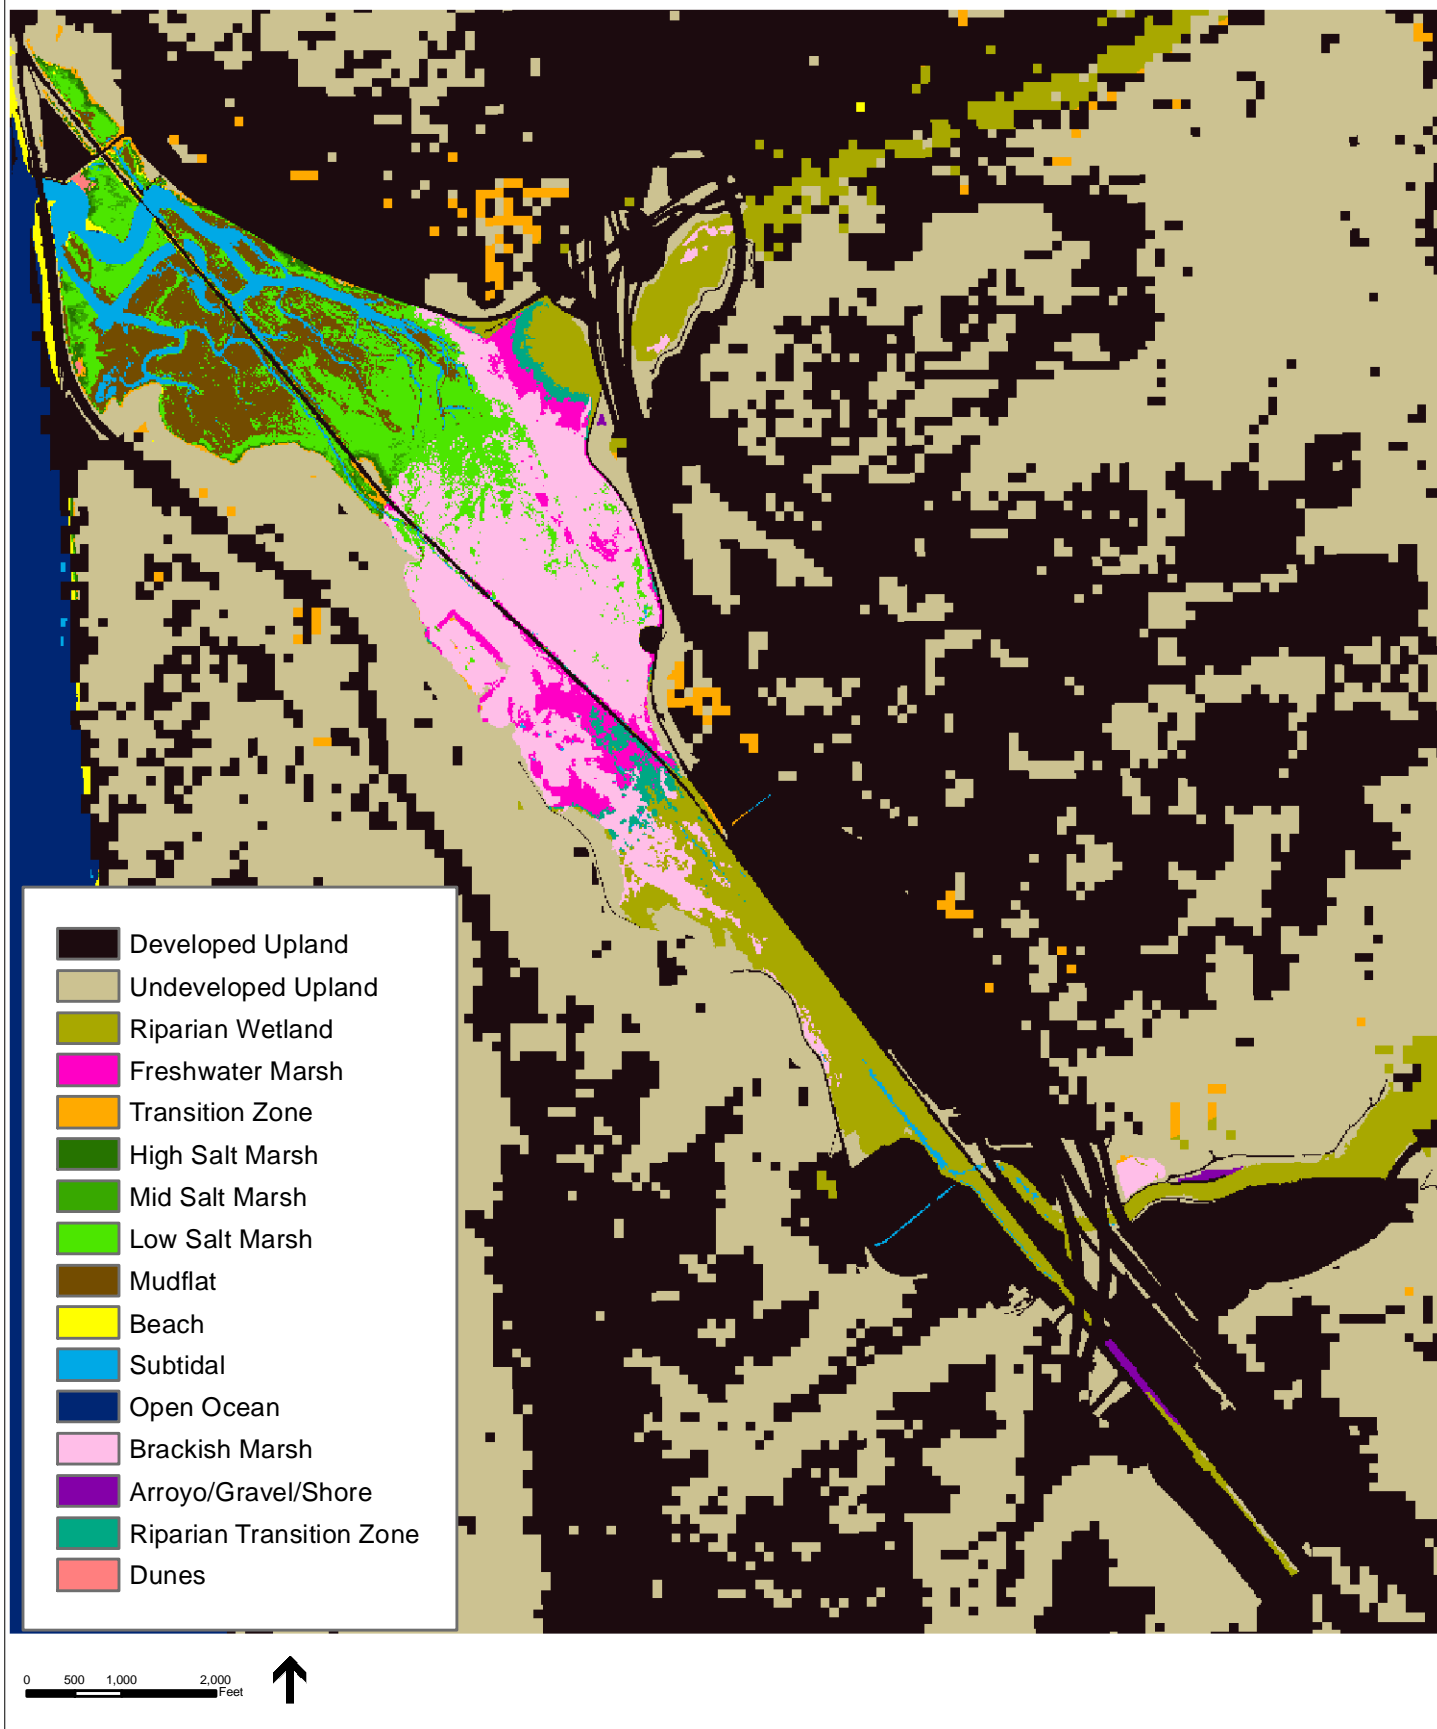 Developed Upland
Undeveloped Upland
Riparian Wetland
Freshwater Marsh
Transition Zone
High Salt Marsh
Mid Salt Marsh
Low Salt Marsh
Mudflat
Beach
Subtidal
Open Ocean
Brackish Marsh
Arroyo/Gravel/Shore
Riparian Transition Zone
Dunes
0 500 1,000 2,000
Feet